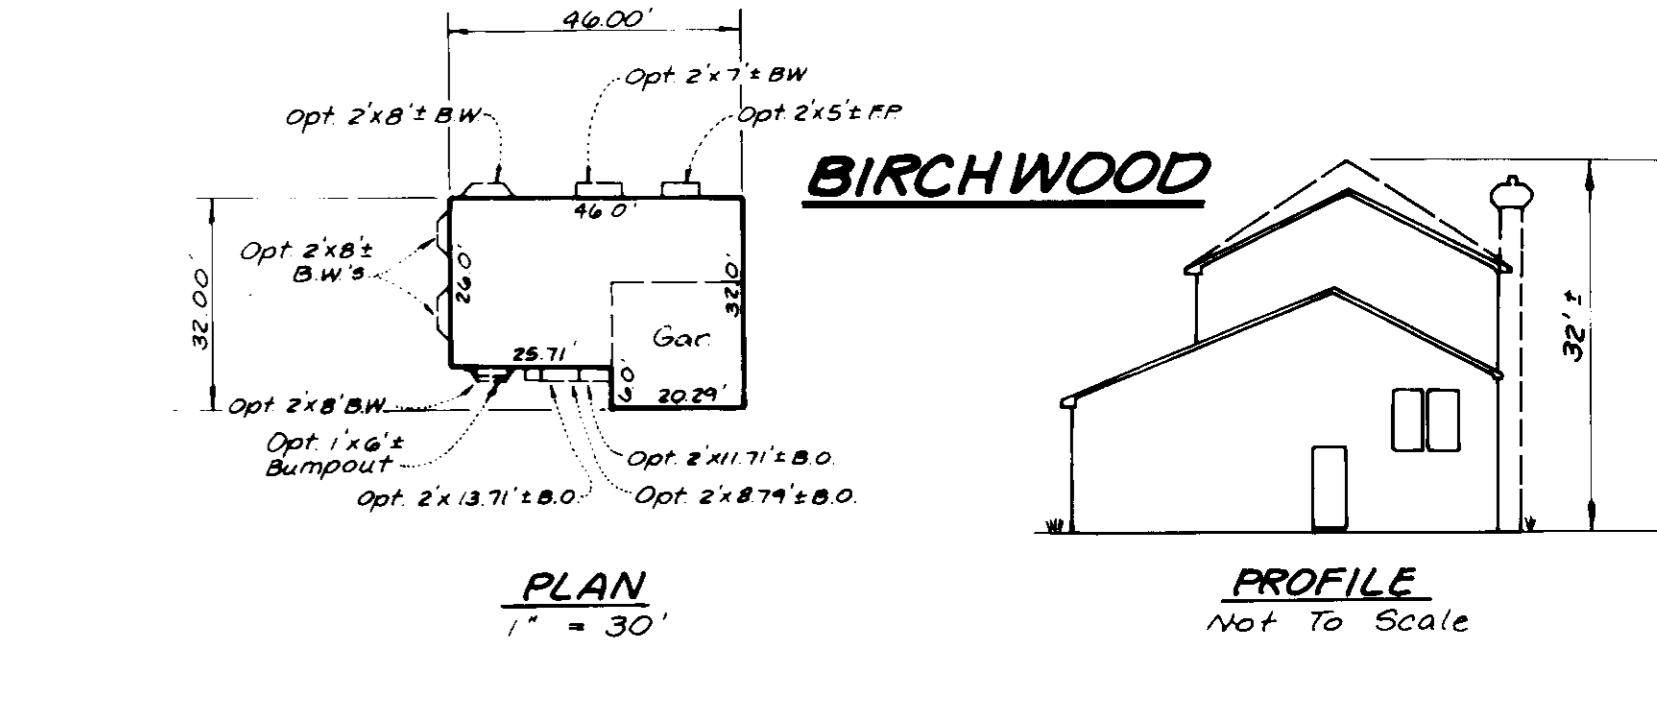 46.00'
Opt. 2'x7'± BW
Opt. 2'x8'± B.W.
Opt. 2'x5'± F.P.
BIRCHWOOD
46.0'
32.00'
Opt. 2'x8'±
B.W.'s
26.0'
32.0'
Gar.
25.71'
6.0'
20.29'
Opt. 2'x8' B.W.
Opt. 1'x6'±
Bumpout
Opt. 2'x11.71'± B.O.
Opt. 2'x13.71'± B.O.
Opt. 2'x8.79'± B.O.
32'±
PLAN
1" = 30'
PROFILE
Not To Scale